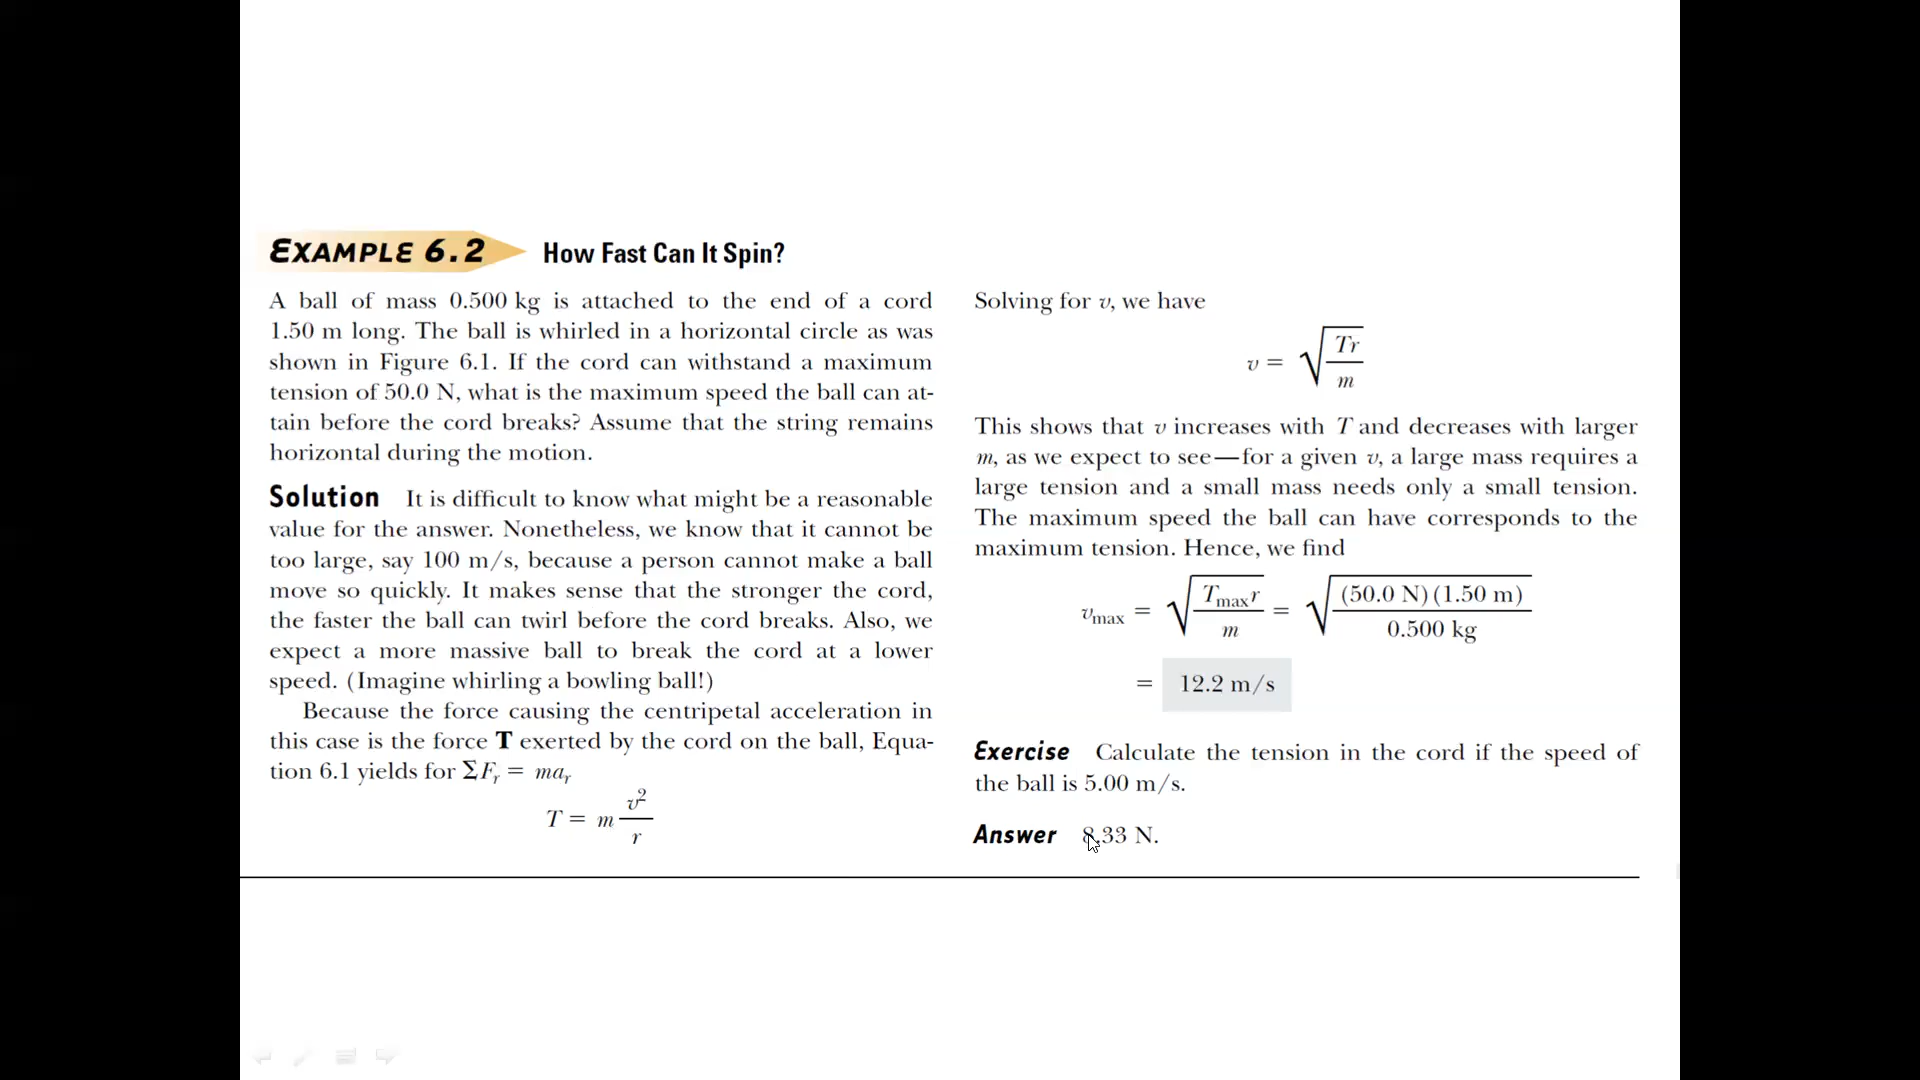 EXAMPLE 6.2 How Fast Can It Spin?
A ball of mass 0.500 kg is attached to the end of a cord
1.50 m long. The ball is whirled in a horizontal circle as was
shown in Figure 6.1. If the cord can withstand a maximum
tension of 50.0 N, what is the maximum speed the ball can at-
tain before the cord breaks? Assume that the string remains
horizontal during the motion.
Solution It is difficult to know what might be a reasonable
value for the answer. Nonetheless, we know that it cannot be
too large, say 100 m/s, because a person cannot make a ball
move so quickly. It makes sense that the stronger the cord,
the faster the ball can twirl before the cord breaks. Also, we
expect a more massive ball to break the cord at a lower
speed. (Imagine whirling a bowling ball!)
Because the force causing the centripetal acceleration in
this case is the force T exerted by the cord on the ball, Equa-
tion 6.1 yields for ΣFr = mar
T = m v²/r
Solving for v, we have
v = √(Tr/m)
This shows that v increases with T and decreases with larger
m, as we expect to see—for a given v, a large mass requires a
large tension and a small mass needs only a small tension.
The maximum speed the ball can have corresponds to the
maximum tension. Hence, we find
vmax = √(Tmax r/m) = √((50.0 N)(1.50 m)/0.500 kg)
= 12.2 m/s
Exercise Calculate the tension in the cord if the speed of
the ball is 5.00 m/s.
Answer 8.33 N.